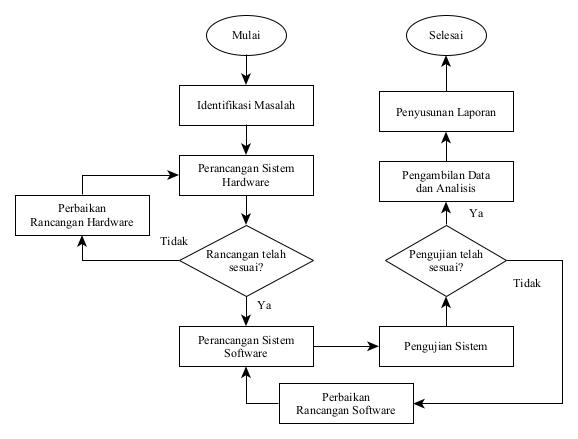 Mulai
Identifikasi Masalah
Perancangan Sistem
Hardware
Perbaikan
Rancangan Hardware
Tidak
Rancangan telah
sesuai?
Ya
Perancangan Sistem
Software
Pengujian Sistem
Pengujian telah
sesuai?
Tidak
Perbaikan
Rancangan Software
Ya
Pengambilan Data
dan Analisis
Penyusunan Laporan
Selesai